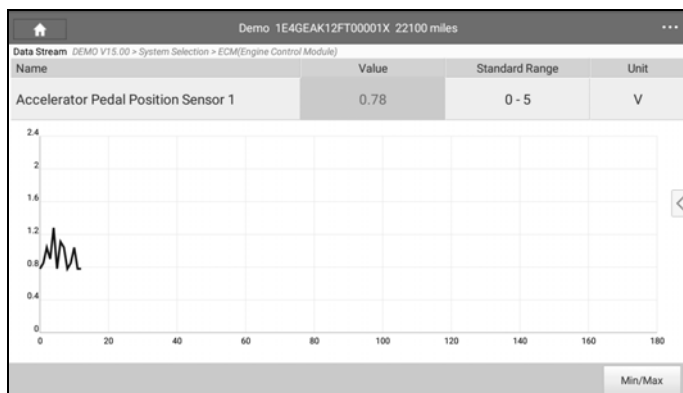 Demo 1E4GEAK12FT00001X 22100 miles
Data Stream DEMO V15.00 > System Selection > ECM(Engine Control Module)
Name Value Standard Range Unit
Accelerator Pedal Position Sensor 1 0.78 0 - 5 V
2.4
2
1.6
1.2
0.8
0.4
0
0 20 40 60 80 100 120 140 160 180
Min/Max